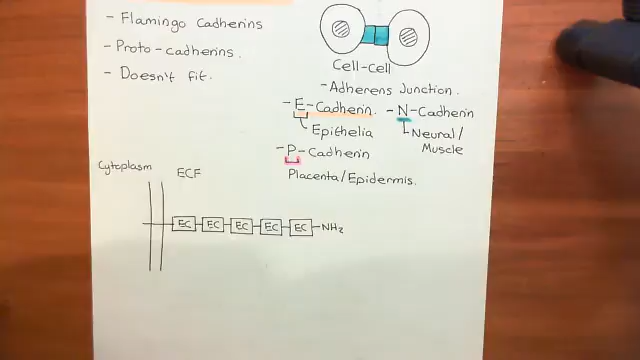 - Flamingo Cadherins
- Proto-cadherins.
- Doesn't fit.
Cell-cell
- Adherens Junction.
- E-Cadherin.
Epithelia
- N-Cadherin
Neural/
Muscle
- P-Cadherin
Placenta/Epidermis.
Cytoplasm
ECF
EC EC EC EC EC -NH2